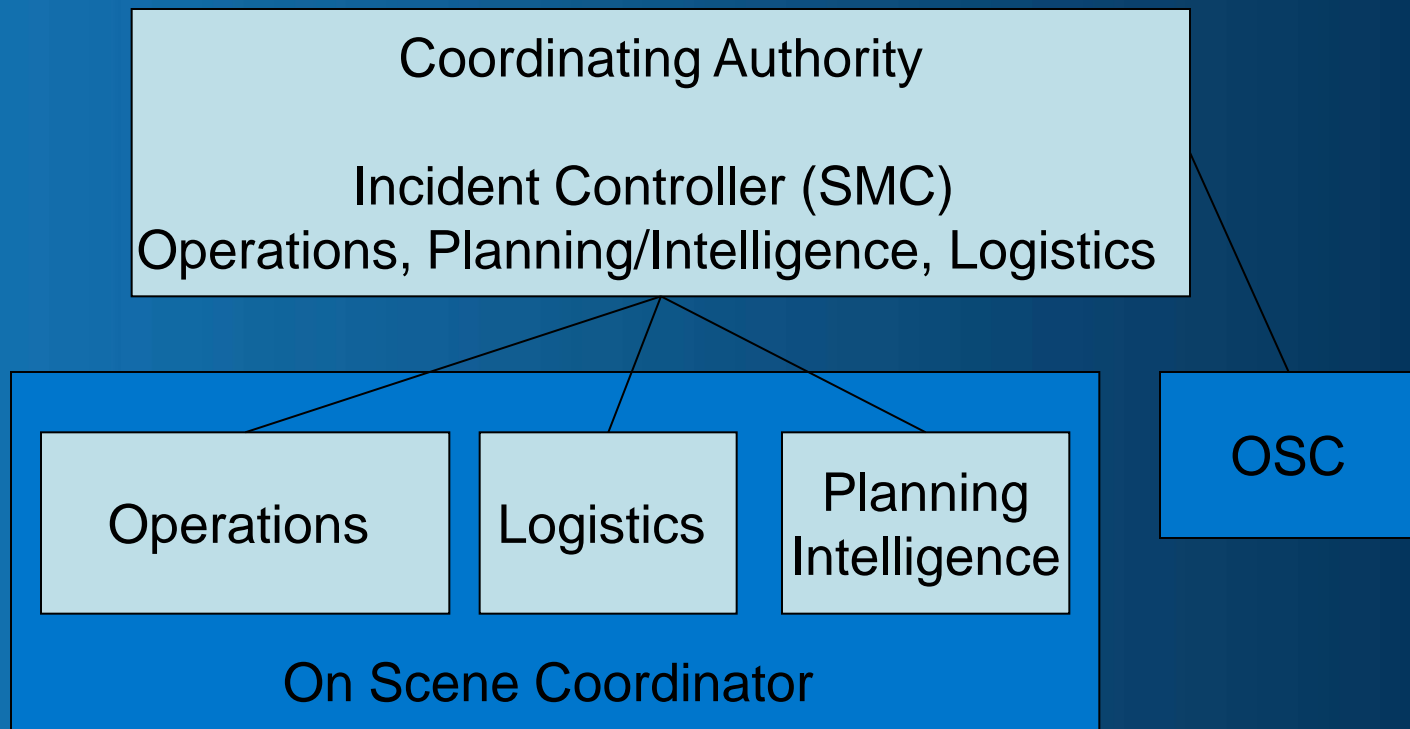 Coordinating Authority
Incident Controller (SMC)
Operations, Planning/Intelligence, Logistics
Operations
Logistics
Planning
Intelligence
OSC
On Scene Coordinator